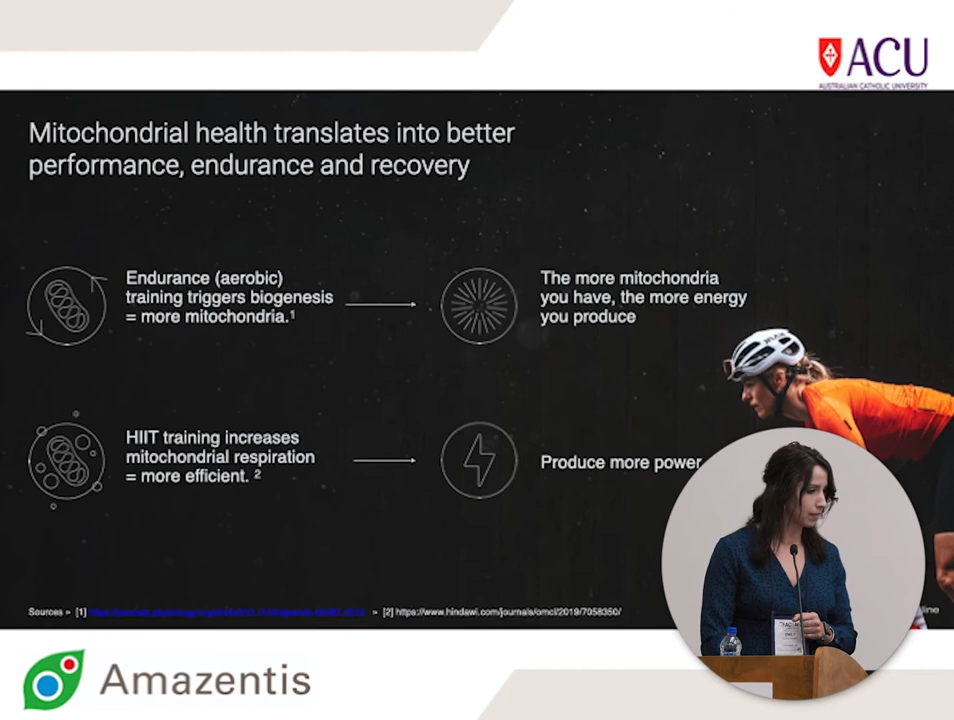 ACU
AUSTRALIAN CATHOLIC UNIVERSITY
Mitochondrial health translates into better
performance, endurance and recovery
Endurance (aerobic)
training triggers biogenesis
= more mitochondria.¹
The more mitochondria
you have, the more energy
you produce
HIIT training increases
mitochondrial respiration
= more efficient. ²
Produce more power
Sources > [1] > [2] https://www.hindawi.com/journals/omcl/2019/7058350/
Amazentis